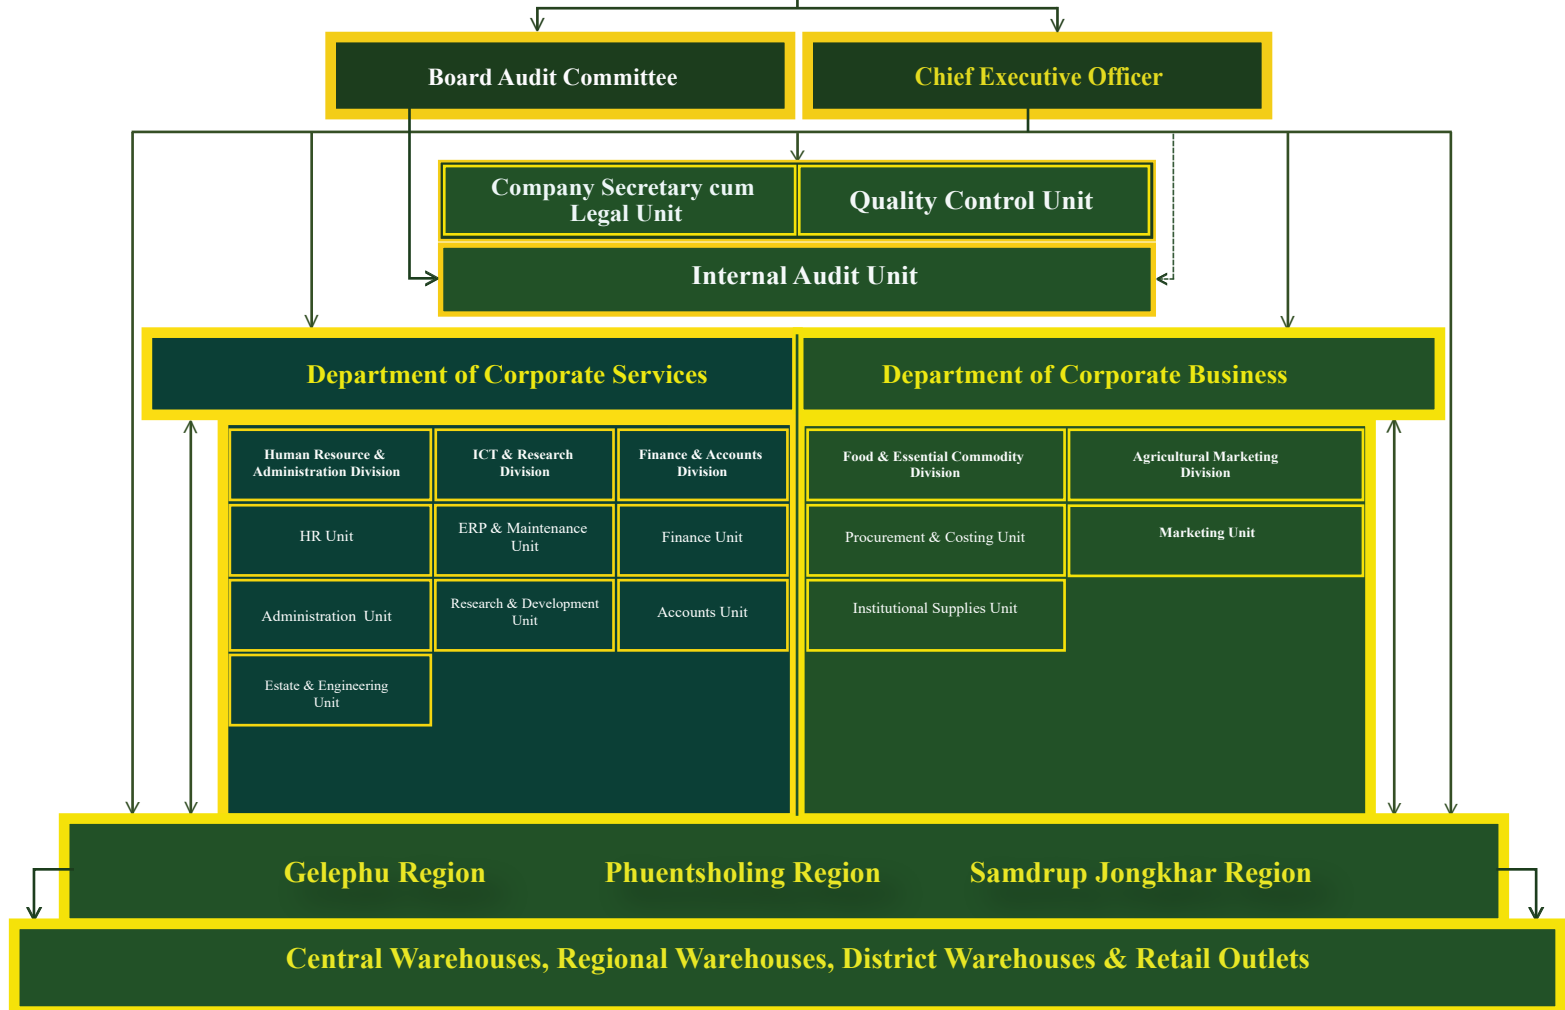 Board Audit Committee
Chief Executive Officer
Company Secretary cum
Legal Unit
Quality Control Unit
Internal Audit Unit
Department of Corporate Services
Department of Corporate Business
Human Resource &
Administration Division
ICT & Research
Division
Finance & Accounts
Division
Food & Essential Commodity
Division
Agricultural Marketing
Division
HR Unit
ERP & Maintenance
Unit
Finance Unit
Procurement & Costing Unit
Marketing Unit
Administration Unit
Research & Development
Unit
Accounts Unit
Institutional Supplies Unit
Estate & Engineering
Unit
Gelephu Region
Phuentsholing Region
Samdrup Jongkhar Region
Central Warehouses, Regional Warehouses, District Warehouses & Retail Outlets